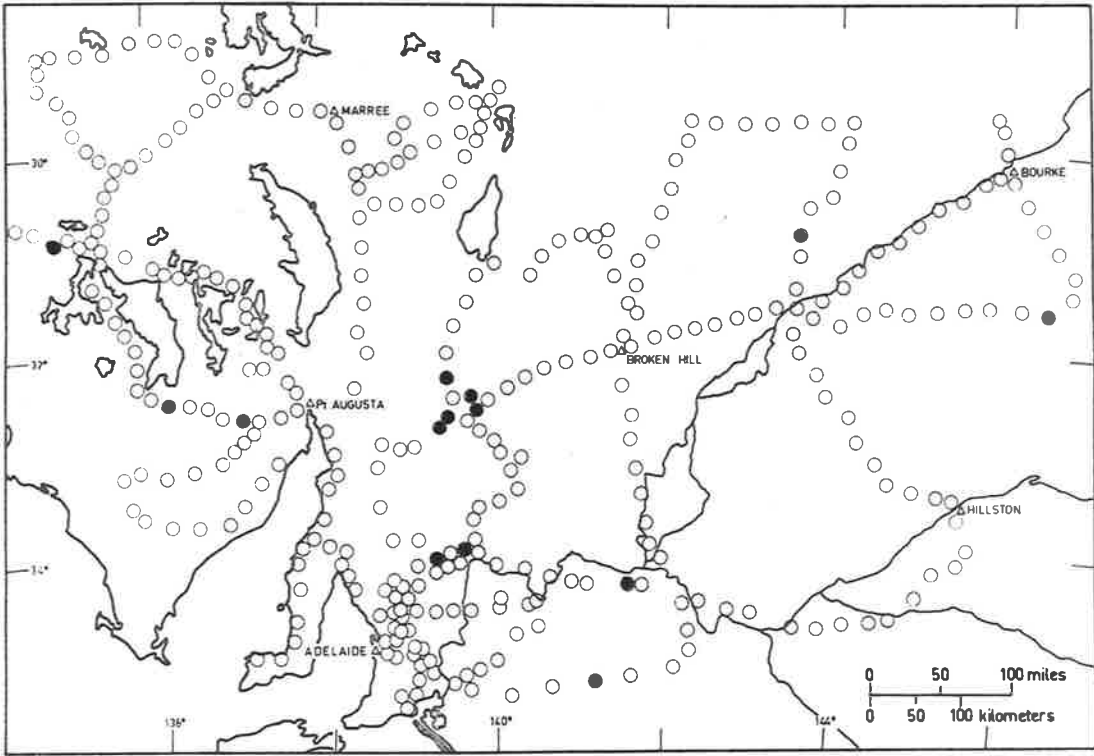 MARREE
30°
BOURKE
32°
BROKEN HILL
Pt AUGUSTA
HILLSTON
34°
ADELAIDE
0 50 100 miles
0 50 100 kilometers
136° 140° 144°